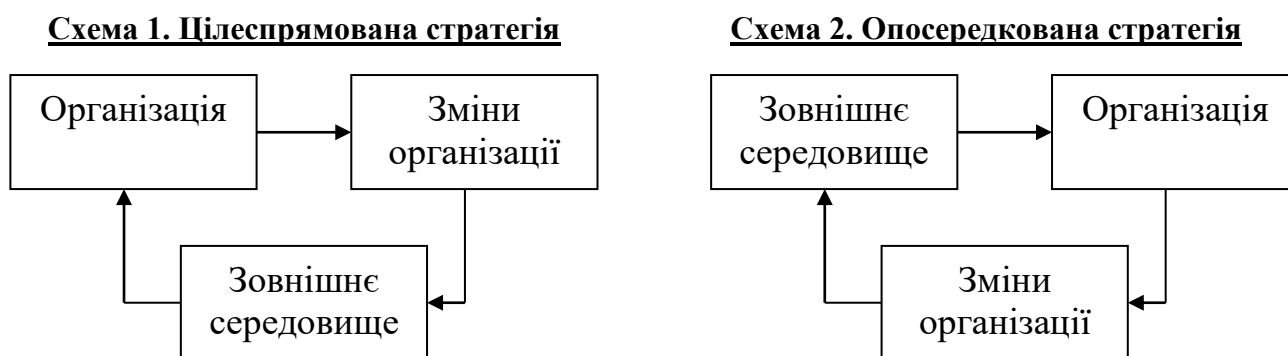 Схема 1. Цілеспрямована стратегія
Організація
Зміни
організації
Зовнішнє
середовище
Схема 2. Опосередкована стратегія
Зовнішнє
середовище
Організація
Зміни
організації